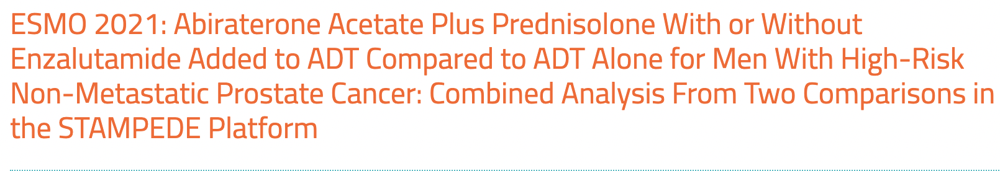 ESMO 2021: Abiraterone Acetate Plus Prednisolone With or Without
Enzalutamide Added to ADT Compared to ADT Alone for Men With High-Risk
Non-Metastatic Prostate Cancer: Combined Analysis From Two Comparisons in
the STAMPEDE Platform